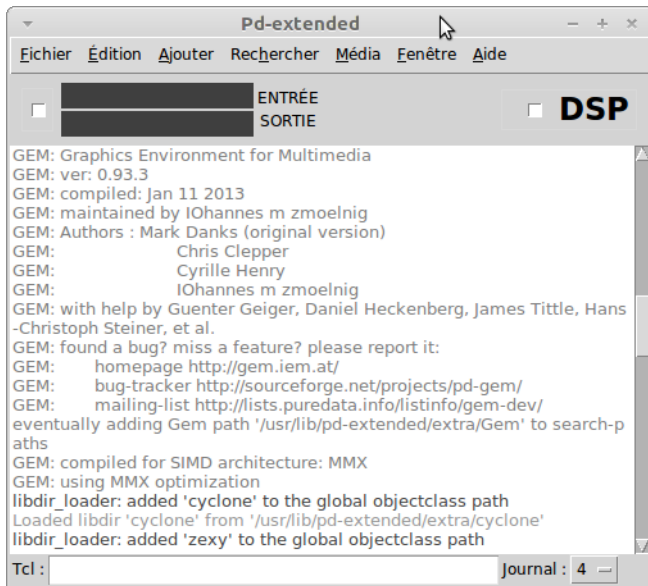 Pd-extended
Fichier Édition Ajouter Rechercher Média Fenêtre Aide
ENTRÉE
SORTIE
DSP
GEM: Graphics Environment for Multimedia
GEM: ver: 0.93.3
GEM: compiled: Jan 11 2013
GEM: maintained by IOhannes m zmoelnig
GEM: Authors : Mark Danks (original version)
GEM: Chris Clepper
GEM: Cyrille Henry
GEM: IOhannes m zmoelnig
GEM: with help by Guenter Geiger, Daniel Heckenberg, James Tittle, Hans
-Christoph Steiner, et al.
GEM: found a bug? miss a feature? please report it:
GEM: homepage http://gem.iem.at/
GEM: bug-tracker http://sourceforge.net/projects/pd-gem/
GEM: mailing-list http://lists.puredata.info/listinfo/gem-dev/
eventually adding Gem path '/usr/lib/pd-extended/extra/Gem' to search-p
aths
GEM: compiled for SIMD architecture: MMX
GEM: using MMX optimization
libdir_loader: added 'cyclone' to the global objectclass path
Loaded libdir 'cyclone' from '/usr/lib/pd-extended/extra/cyclone'
libdir_loader: added 'zexy' to the global objectclass path
Tcl : Journal : 4